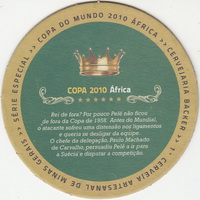 SÉRIE ESPECIAL >> COPA DO MUNDO 2010 ÁFRICA >> CERVEJARIA BACKER >> CERVEJA ARTESANAL DE MINAS GERAIS >>
COPA 2010 África
Rei de fora? Por pouco Pelé não ficou
de fora da Copa de 1958. Antes do Mundial,
o atacante sofreu uma distensão nos ligamentos
e queria se desligar da equipe.
O chefe da delegação, Paulo Machado
de Carvalho, persuadiu Pelé a ir para
a Suécia e disputar a competição.